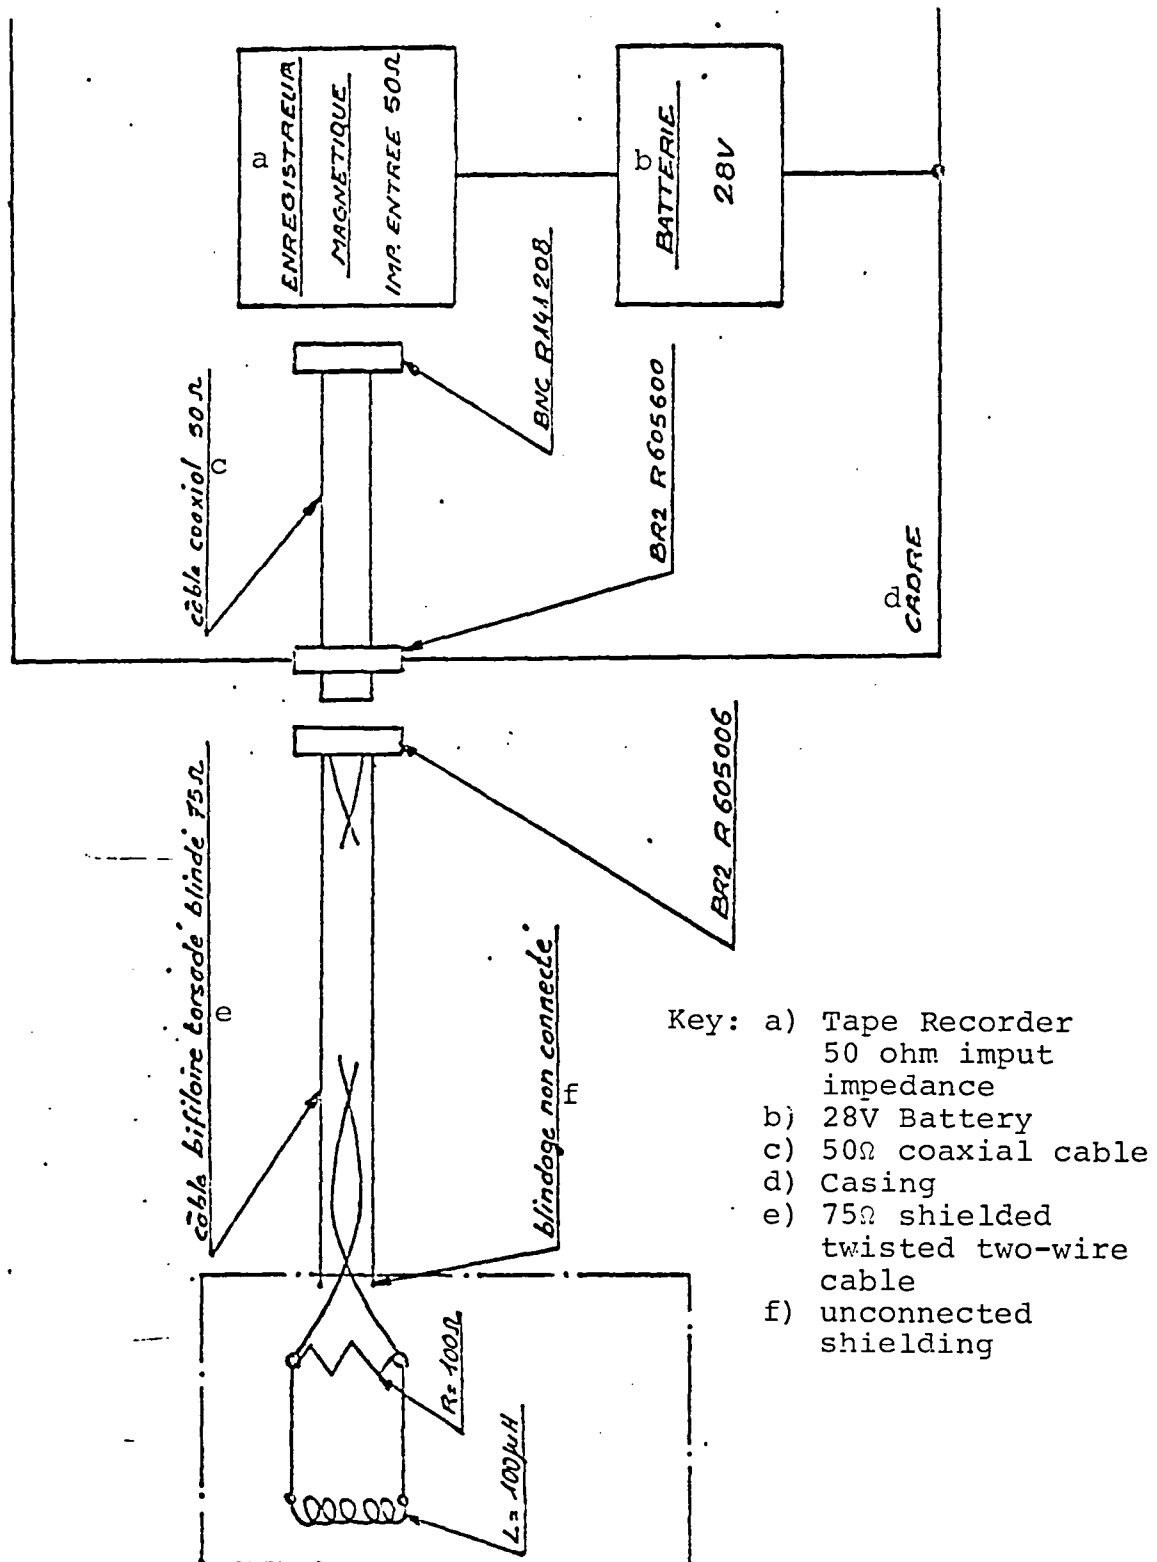 ENREGISTREUR
MAGNETIQUE
IMP. ENTREE 50Ω
a
BATTERIE
28V
b
BNC R141 208
câble coaxial 50Ω
c
BR2 R605600
d
CADRE
câble bifilaire torsadé blindé 75Ω
e
BR2 R605006
blindage non connecté
f
R=100Ω
L=100µH
Key: a) Tape Recorder
50 ohm imput
impedance
b) 28V Battery
c) 50Ω coaxial cable
d) Casing
e) 75Ω shielded
twisted two-wire
cable
f) unconnected
shielding